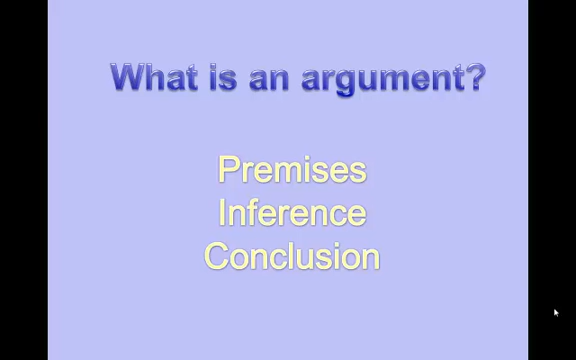 What is an argument?
Premises
Inference
Conclusion